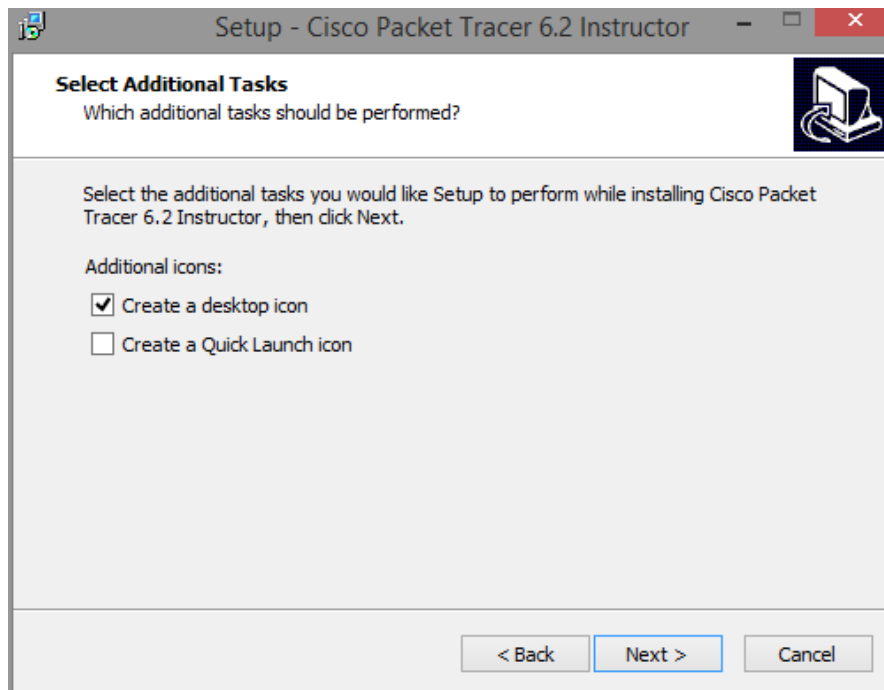 Setup - Cisco Packet Tracer 6.2 Instructor
Select Additional Tasks
Which additional tasks should be performed?
Select the additional tasks you would like Setup to perform while installing Cisco Packet
Tracer 6.2 Instructor, then click Next.
Additional icons:
Create a desktop icon
Create a Quick Launch icon
< Back Next > Cancel